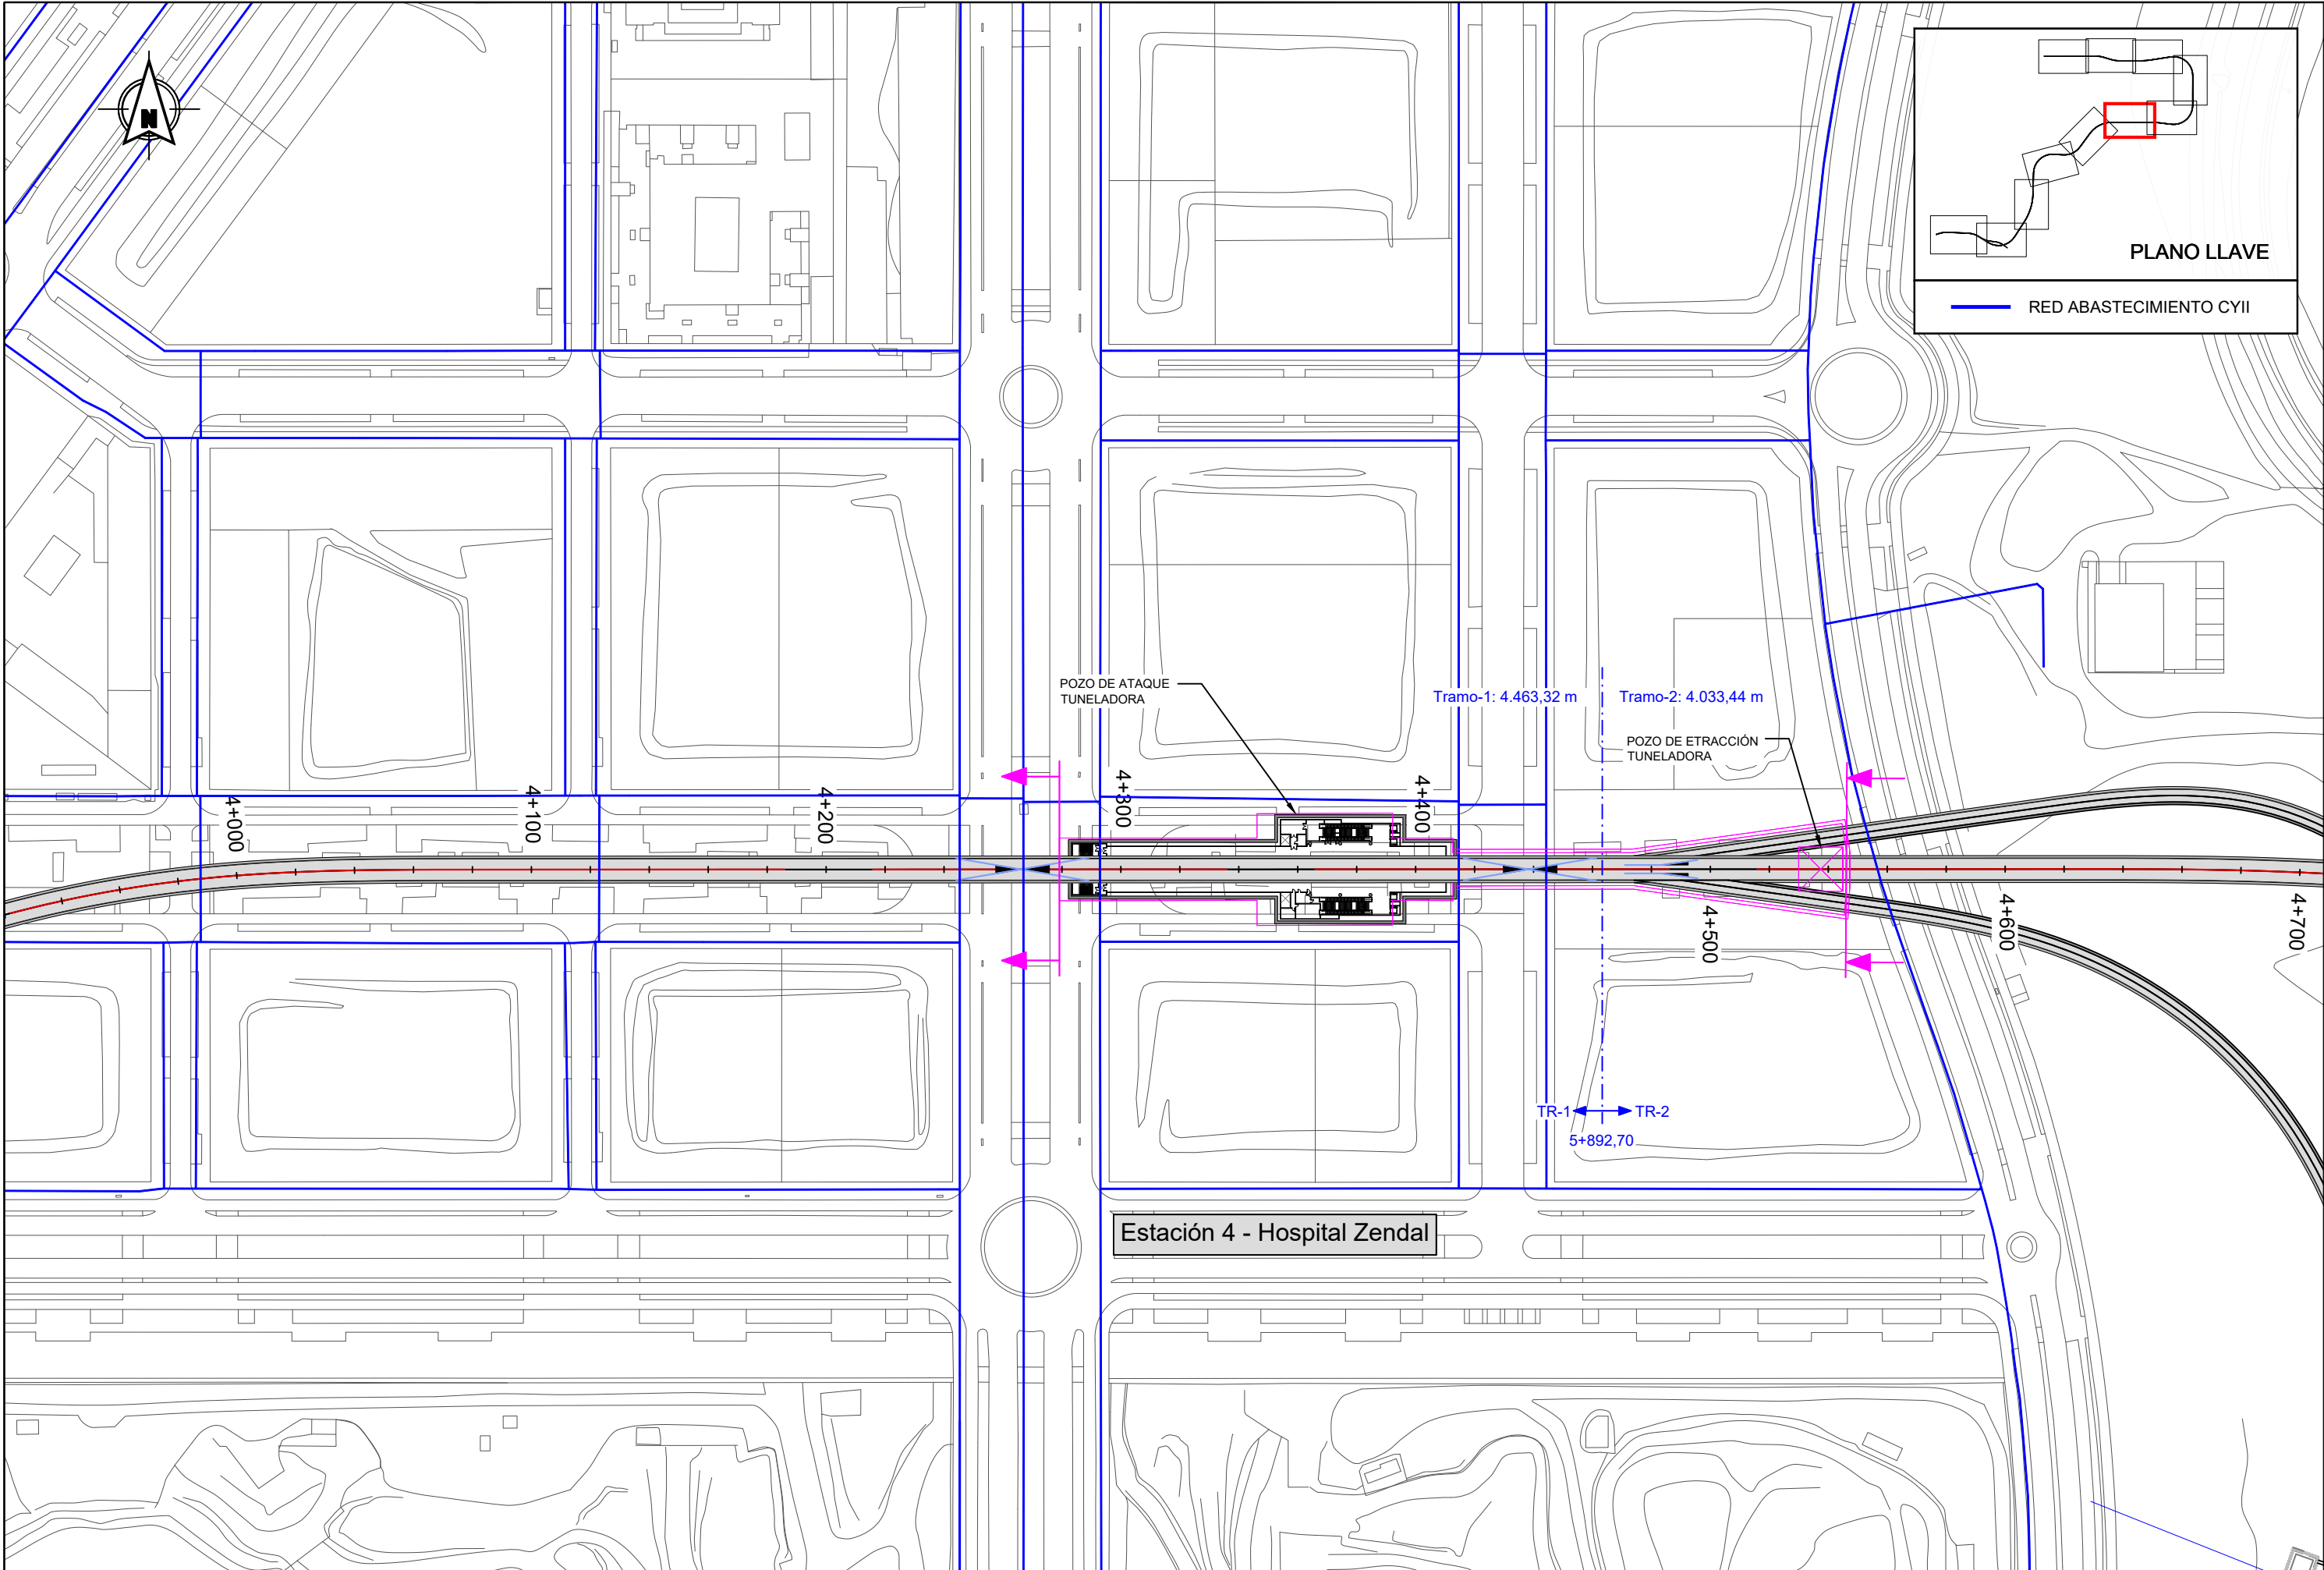 N
PLANO LLAVE
RED ABASTECIMIENTO CYII
POZO DE ATAQUE
TUNELADORA
Tramo-1: 4.463,32 m
Tramo-2: 4.033,44 m
POZO DE ETRACCIÓN
TUNELADORA
4+000
4+100
4+200
4+300
4+400
4+500
4+600
4+700
TR-1
TR-2
5+892,70
Estación 4 - Hospital Zendal